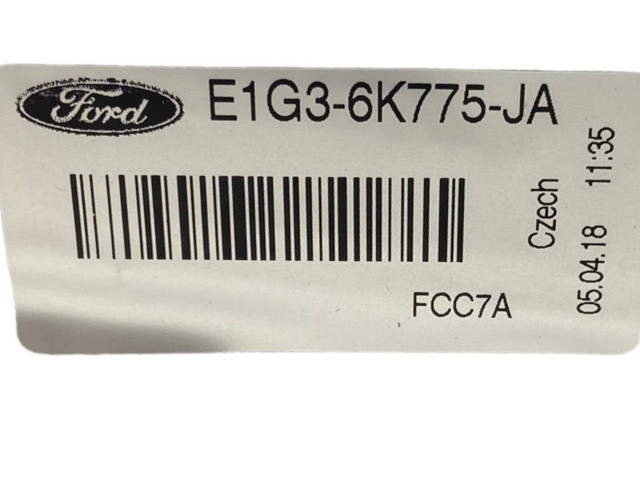 Ford
E1G3-6K775-JA
FCC7A
Czech
05.04.18 11:35